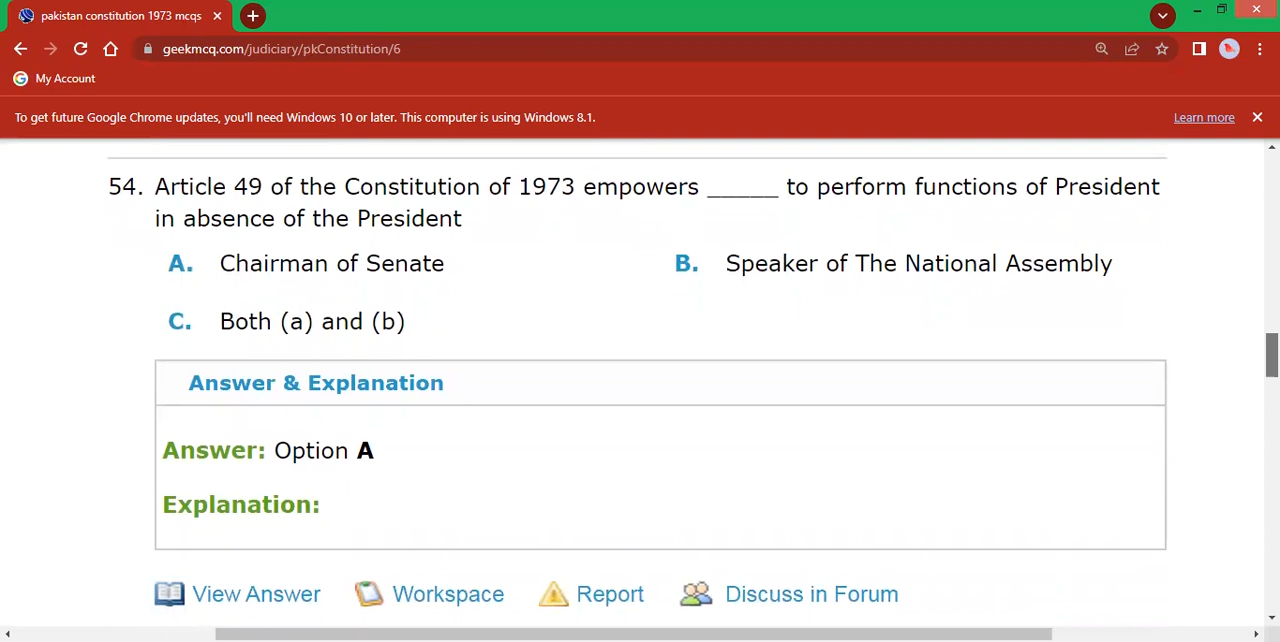 pakistan constitution 1973 mcqs
geekmcq.com/judiciary/pkConstitution/6
My Account
To get future Google Chrome updates, you'll need Windows 10 or later. This computer is using Windows 8.1. Learn more
54. Article 49 of the Constitution of 1973 empowers _____ to perform functions of President
in absence of the President
A. Chairman of Senate B. Speaker of The National Assembly
C. Both (a) and (b)
Answer & Explanation
Answer: Option A
Explanation:
View Answer Workspace Report Discuss in Forum